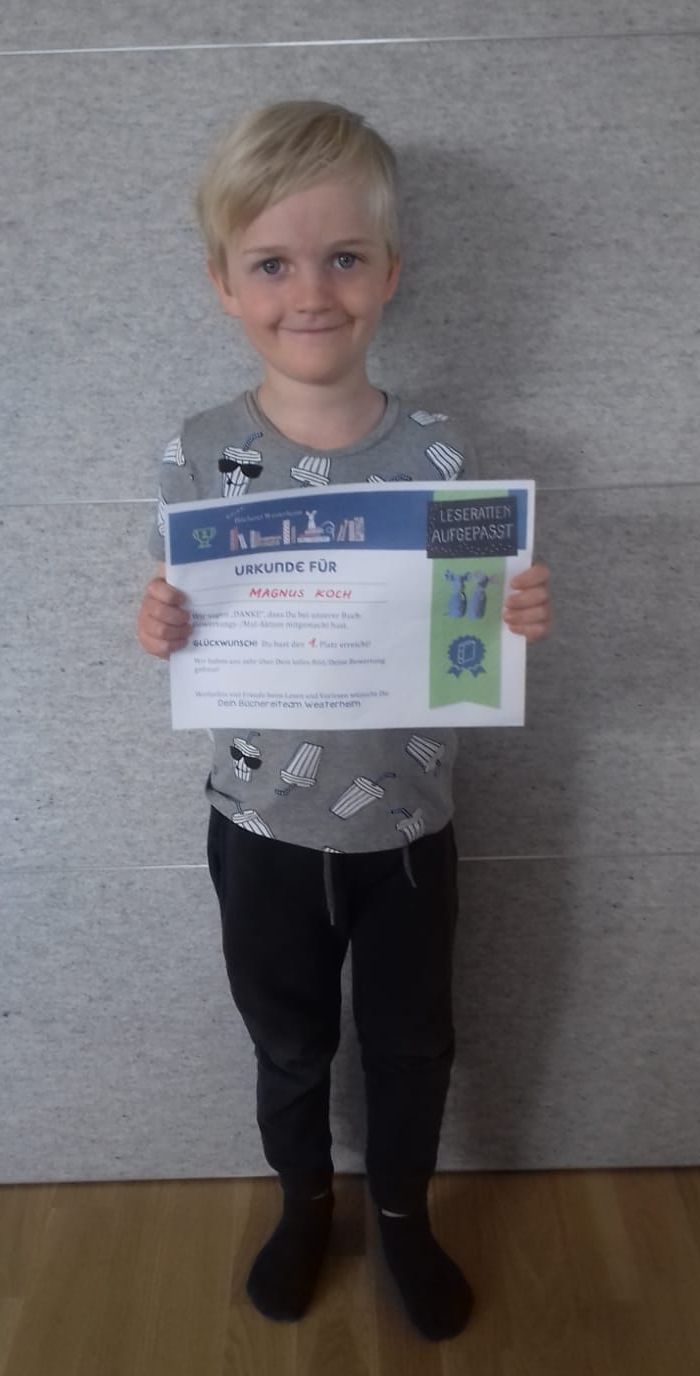 Bücherei Westerheim
LESERATTEN
AUFGEPASST
URKUNDE FÜR
MAGNUS KOCH
Wir sagen „DANKE", dass Du bei unserer Buch-
Bewertungs-/Mal-Aktion mitgemacht hast.
GLÜCKWUNSCH! Du hast den 1. Platz erreicht!
Wir haben uns sehr über Dein tolles Bild/Deine Bewertung
gefreut!
Weiterhin viel Freude beim Lesen und Vorlesen wünscht Dir
Dein Büchereiteam Westerheim